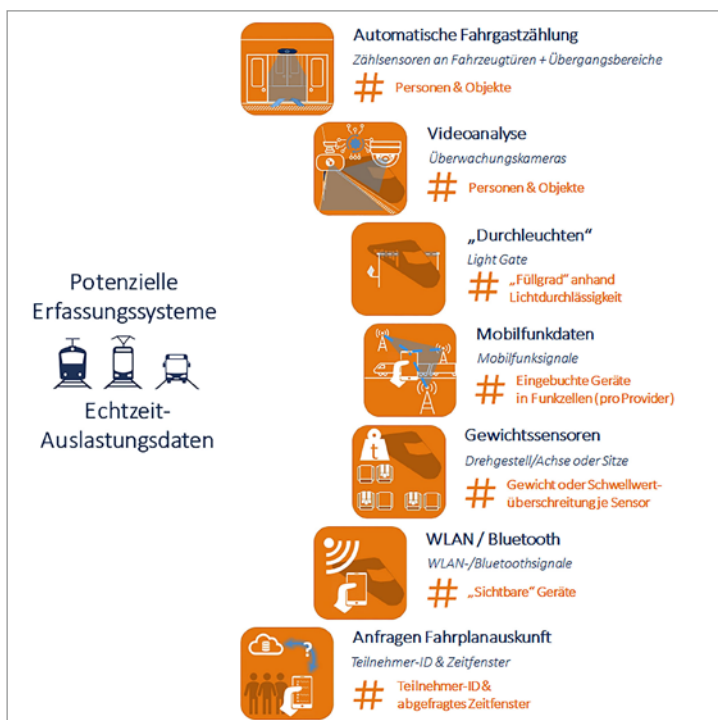 Automatische Fahrgastzählung
Zählsensoren an Fahrzeugtüren + Übergangsbereiche
# Personen & Objekte
Videoanalyse
Überwachungskameras
# Personen & Objekte
„Durchleuchten“
Light Gate
# „Füllgrad“ anhand
Lichtdurchlässigkeit
Potenzielle
Erfassungssysteme
Echtzeit-
Auslastungsdaten
Mobilfunkdaten
Mobilfunksignale
# Eingebuchte Geräte
in Funkzellen (pro Provider)
t
Gewichtssensoren
Drehgestell/Achse oder Sitze
# Gewicht oder Schwellwert-
überschreitung je Sensor
WLAN / Bluetooth
WLAN-/Bluetoothsignale
# „Sichtbare“ Geräte
?
Anfragen Fahrplanauskunft
Teilnehmer-ID & Zeitfenster
# Teilnehmer-ID &
abgefragtes Zeitfenster